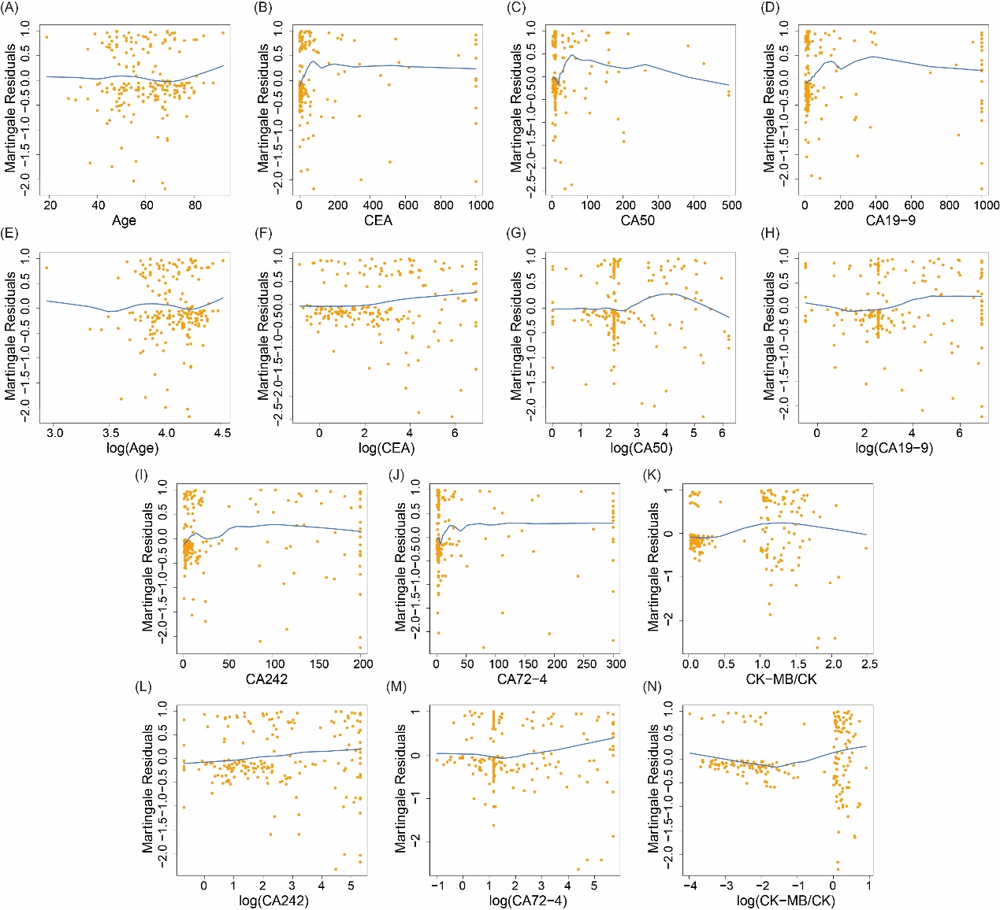 (A) (B) (C) (D)
Martingale Residuals
−2.0 −1.5 −1.0 −0.5 0.0 0.5 1.0
20 40 60 80
Age
Martingale Residuals
−2.0 −1.5 −1.0 −0.5 0.0 0.5 1.0
0 200 400 600 800 1000
CEA
Martingale Residuals
−2.5 −2.0 −1.5 −1.0 −0.5 0.0 0.5 1.0
0 100 200 300 400 500
CA50
Martingale Residuals
−2.0 −1.5 −1.0 −0.5 0.0 0.5 1.0
0 200 400 600 800 1000
CA19−9
(E) (F) (G) (H)
Martingale Residuals
−2.0 −1.5 −1.0 −0.5 0.0 0.5 1.0
3.0 3.5 4.0 4.5
log(Age)
Martingale Residuals
−2.5 −2.0 −1.5 −1.0 −0.5 0.0 0.5 1.0
0 2 4 6
log(CEA)
Martingale Residuals
−2.0 −1.5 −1.0 −0.5 0.0 0.5 1.0
0 1 2 3 4 5 6
log(CA50)
Martingale Residuals
−2.0 −1.5 −1.0 −0.5 0.0 0.5 1.0
0 2 4 6
log(CA19−9)
(I) (J) (K)
Martingale Residuals
−2.0 −1.5 −1.0 −0.5 0.0 0.5 1.0
0 50 100 150 200
CA242
Martingale Residuals
−2.0 −1.5 −1.0 −0.5 0.0 0.5 1.0
0 50 100 150 200 250 300
CA72−4
Martingale Residuals
−2 −1 0 1
0.0 0.5 1.0 1.5 2.0 2.5
CK−MB/CK
(L) (M) (N)
Martingale Residuals
−2.0 −1.5 −1.0 −0.5 0.0 0.5 1.0
0 1 2 3 4 5
log(CA242)
Martingale Residuals
−2 −1 0 1
−1 0 1 2 3 4 5
log(CA72−4)
Martingale Residuals
−2.0 −1.5 −1.0 −0.5 0.0 0.5 1.0
−4 −3 −2 −1 0 1
log(CK−MB/CK)